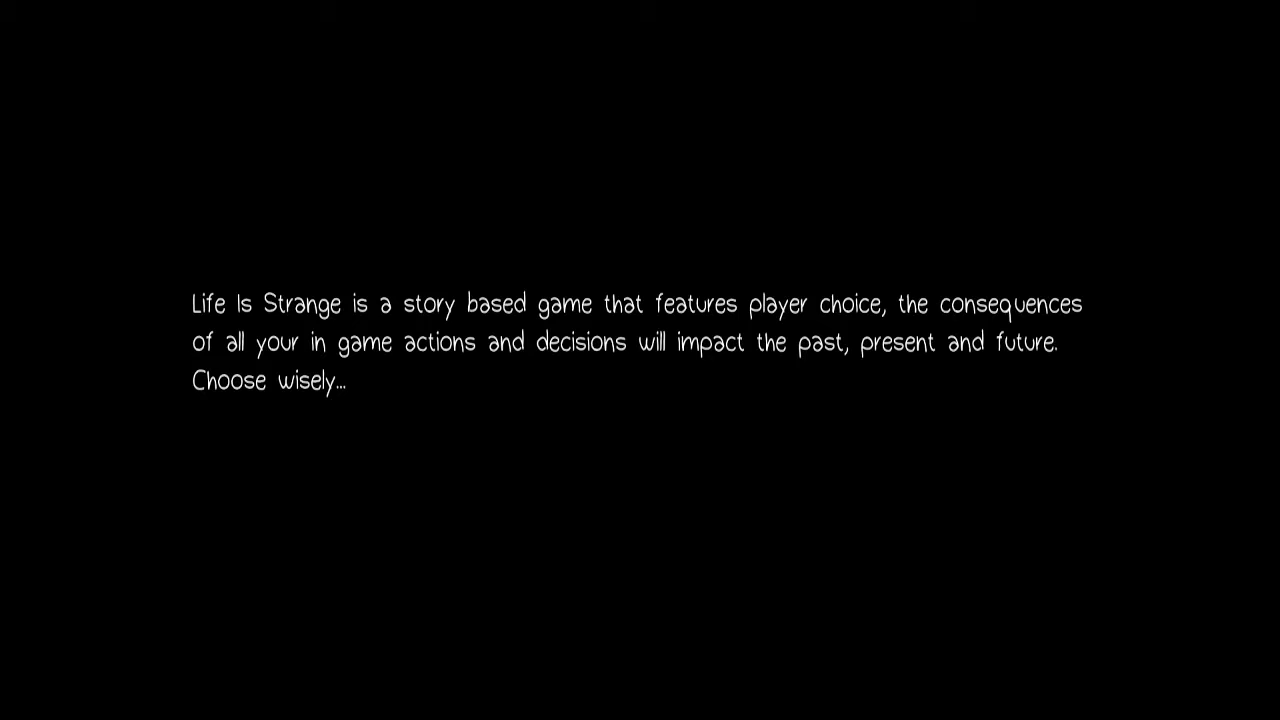 Life Is Strange is a story based game that features player choice, the consequences
of all your in game actions and decisions will impact the past, present and future.
Choose wisely...